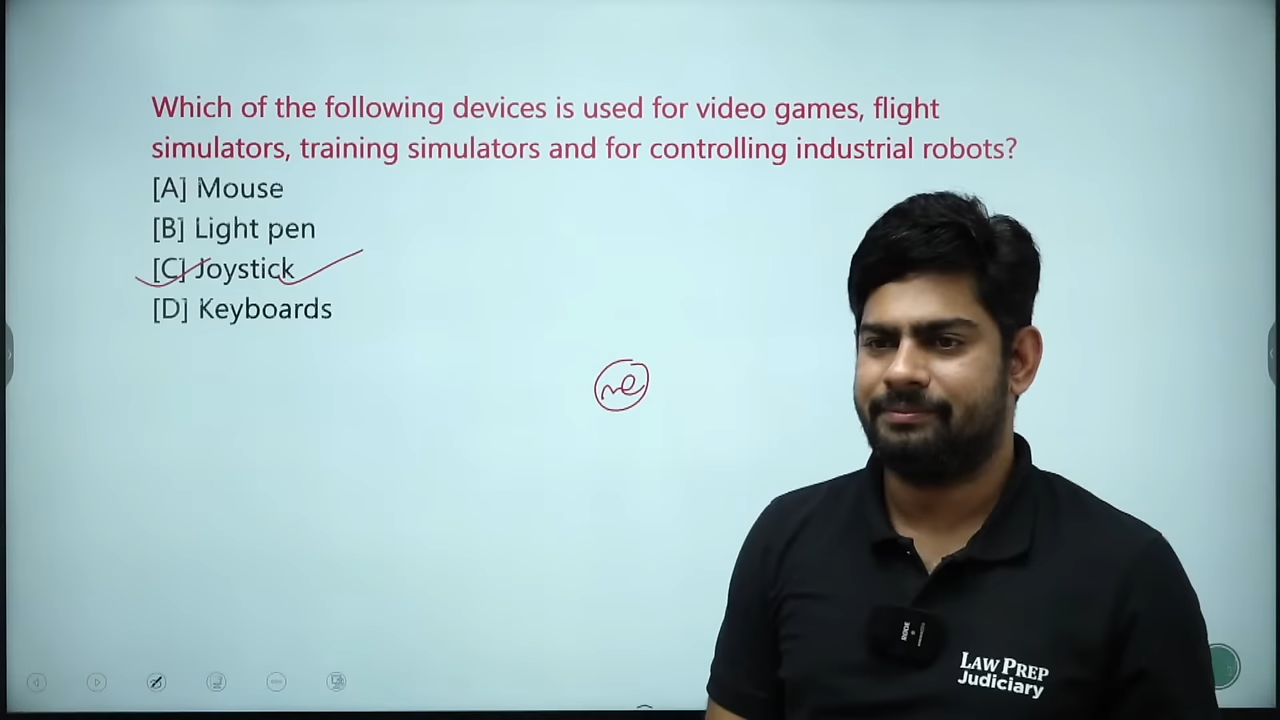 Which of the following devices is used for video games, flight
simulators, training simulators and for controlling industrial robots?
[A] Mouse
[B] Light pen
[C] Joystick
[D] Keyboards
RODE
LAW PREP
Judiciary